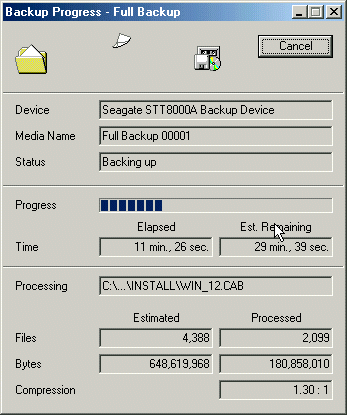 Backup Progress - Full Backup
Cancel
Device Seagate STT8000A Backup Device
Media Name Full Backup 00001
Status Backing up
Progress
Elapsed Est. Remaining
Time 11 min., 26 sec. 29 min., 39 sec.
Processing C:\...\INSTALL\WIN_12.CAB
Estimated Processed
Files 4,388 2,099
Bytes 648,619,968 180,858,010
Compression 1.30 : 1